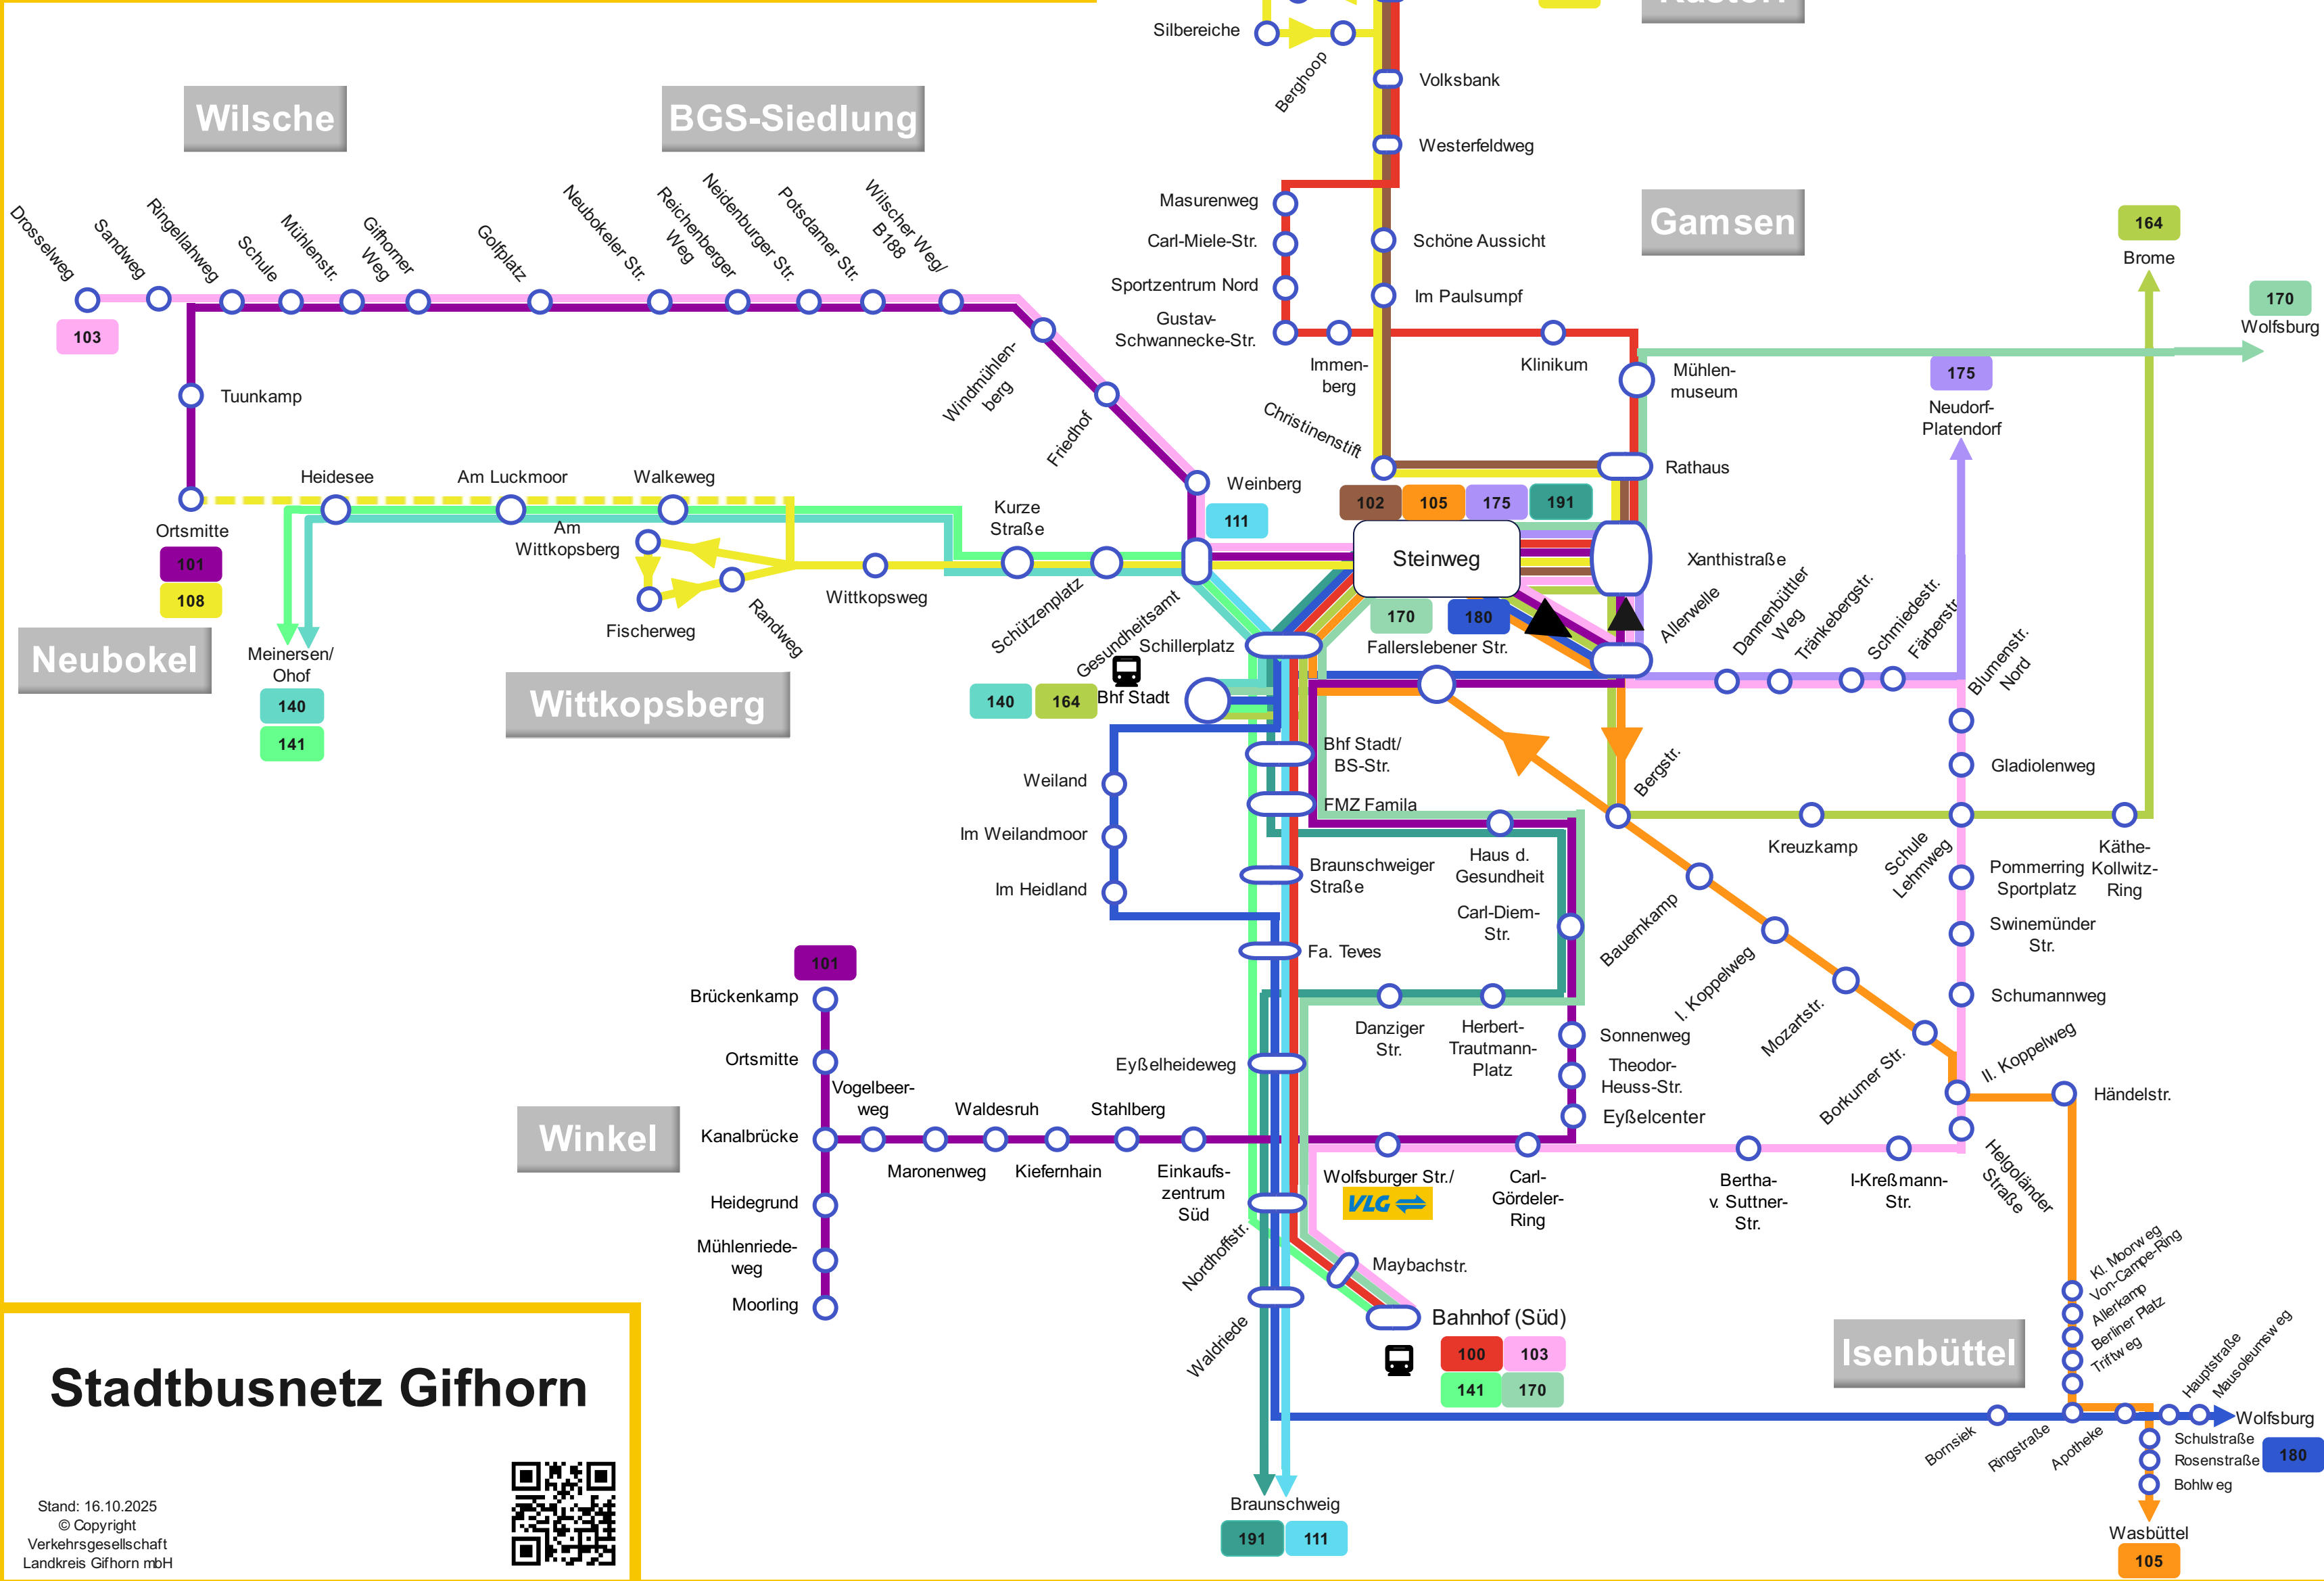 Silbereiche
Berghoop
Volksbank
Westerfeldweg
Wilsche
BGS-Siedlung
Gamsen
Drosselweg
Sandweg
Ringellahweg
Schule
Mühlenstr.
Gifhorner
Weg
Golfplatz
Neubokeler Str.
Reichenberger
Weg
Neidenburger Str.
Potsdamer Str.
Wilscher Weg/
B188
103
Masurenweg
Carl-Miele-Str.
Sportzentrum Nord
Gustav-
Schwannecke-Str.
Schöne Aussicht
Im Paulsumpf
Immen-
berg
Klinikum
Mühlen-
museum
164
Brome
170
Wolfsburg
175
Neudorf-
Platendorf
Tuunkamp
Windmühlen-
berg
Friedhof
Christinenstift
Rathaus
Weinberg
111
Heidesee
Am Luckmoor
Walkeweg
Kurze
Straße
Ortsmitte
101
108
Am
Wittkopsberg
Fischerweg
Randweg
Wittkopsweg
Schützenplatz
Gesundheitsamt
102
105
175
191
Steinweg
Xanthistraße
170
180
Fallerslebener Str.
Allerwelle
Dannenbüttler
Weg
Tränkebergstr.
Schmiedestr.
Färberstr.
Blumenstr.
Nord
Neubokel
Meinersen/
Ohof
140
141
Wittkopsberg
Schillerplatz
140
164
Bhf Stadt
Bhf Stadt/
BS-Str.
FMZ Famila
Bergstr.
Gladiolenweg
Weiland
Im Weilandmoor
Im Heidland
Braunschweiger
Straße
Haus d.
Gesundheit
Carl-Diem-
Str.
Kreuzkamp
Schule
Lehmweg
Käthe-
Kollwitz-
Ring
Pommerring
Sportplatz
Swinemünder
Str.
Schumannweg
Bauernkamp
I. Koppelweg
Mozartstr.
Borkumer Str.
II. Koppelweg
Händelstr.
Fa. Teves
101
Brückenkamp
Ortsmitte
Danziger
Str.
Herbert-
Trautmann-
Platz
Sonnenweg
Theodor-
Heuss-Str.
Eyßelcenter
Eyßelheideweg
Winkel
Vogelbeer-
weg
Waldesruh
Stahlberg
Kanalbrücke
Maronenweg
Kiefernhain
Einkaufs-
zentrum
Süd
Wolfsburger Str./
VLG
Carl-
Gördeler-
Ring
Bertha-
v. Suttner-
Str.
I-Kreßmann-
Str.
Helgoländer
Straße
Heidegrund
Mühlenriede-
weg
Moorling
Nordhoffstr.
Maybachstr.
Waldriede
Bahnhof (Süd)
100
103
141
170
Kl. Moorweg
Von-Campe-Ring
Allerkamp
Berliner Platz
Triftweg
Isenbüttel
Hauptstraße
Mausoleumsweg
Wolfsburg
180
Bornsiek
Ringstraße
Apotheke
Schulstraße
Rosenstraße
Bohlweg
Wasbüttel
105
Braunschweig
191
111
Stadtbusnetz Gifhorn
Stand: 16.10.2025
© Copyright
Verkehrsgesellschaft
Landkreis Gifhorn mbH